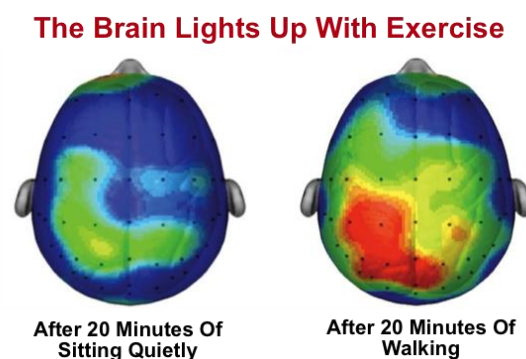 The Brain Lights Up With Exercise
After 20 Minutes Of
Sitting Quietly
After 20 Minutes Of
Walking